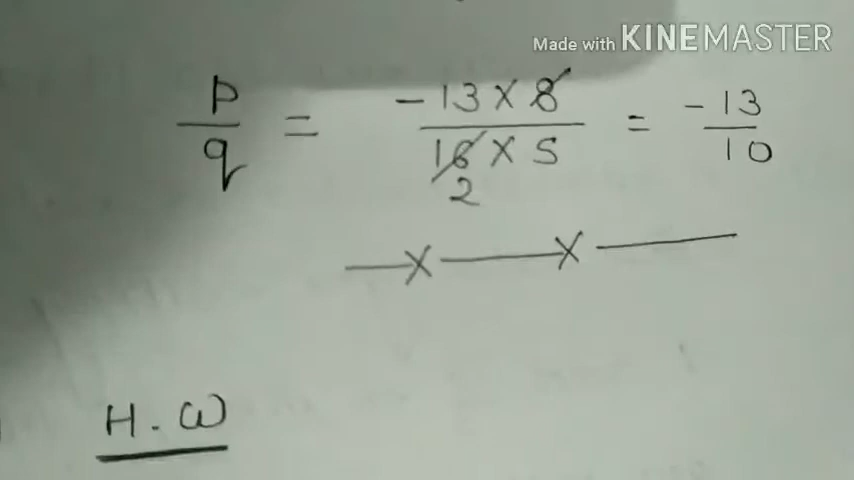 Made with KINEMASTER
p/q = -13 × 8 / 16 × 5 = -13/10
2
—×——×——
H.W